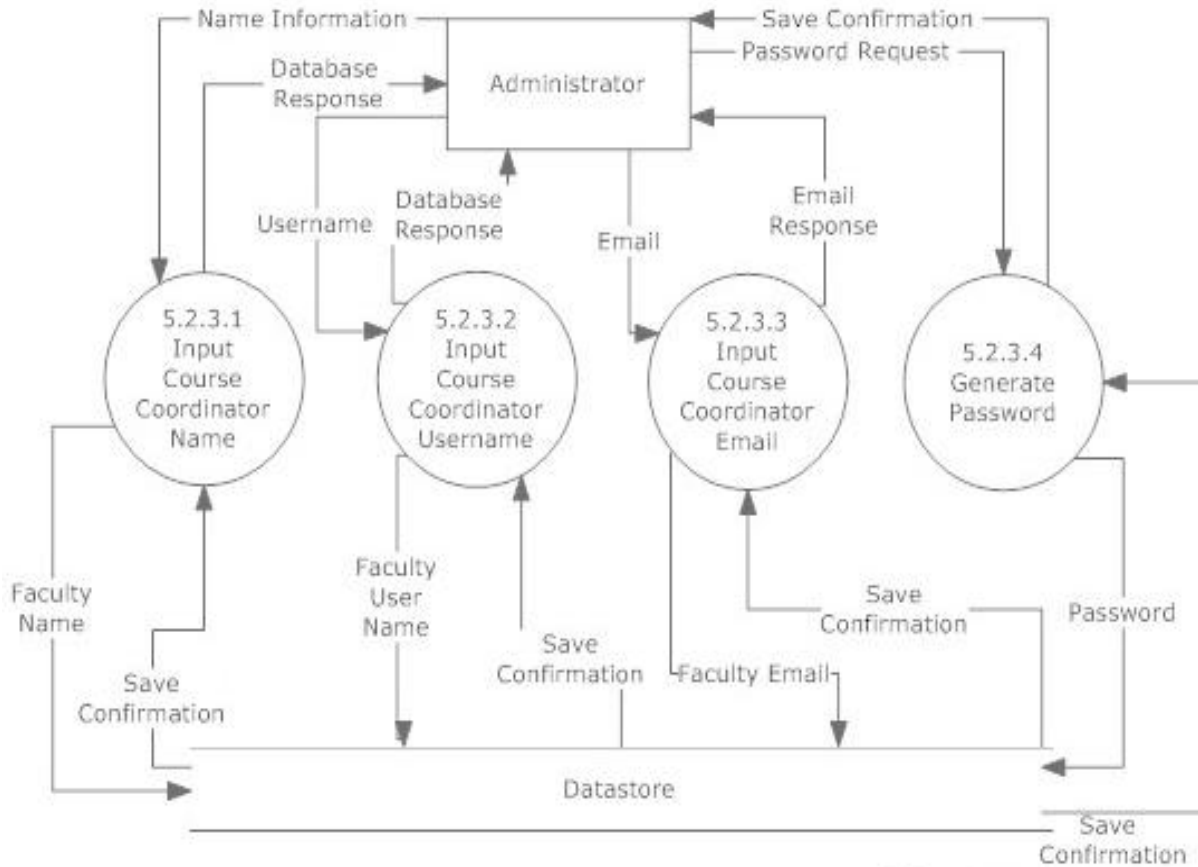 Name Information
Save Confirmation
Password Request
Database
Response
Administrator
Username
Database
Response
Email
Email
Response
5.2.3.1
Input
Course
Coordinator
Name
5.2.3.2
Input
Course
Coordinator
Username
5.2.3.3
Input
Course
Coordinator
Email
5.2.3.4
Generate
Password
Faculty
Name
Save
Confirmation
Faculty
User
Name
Save
Confirmation
Save
Confirmation
Faculty Email
Password
Datastore
Save
Confirmation